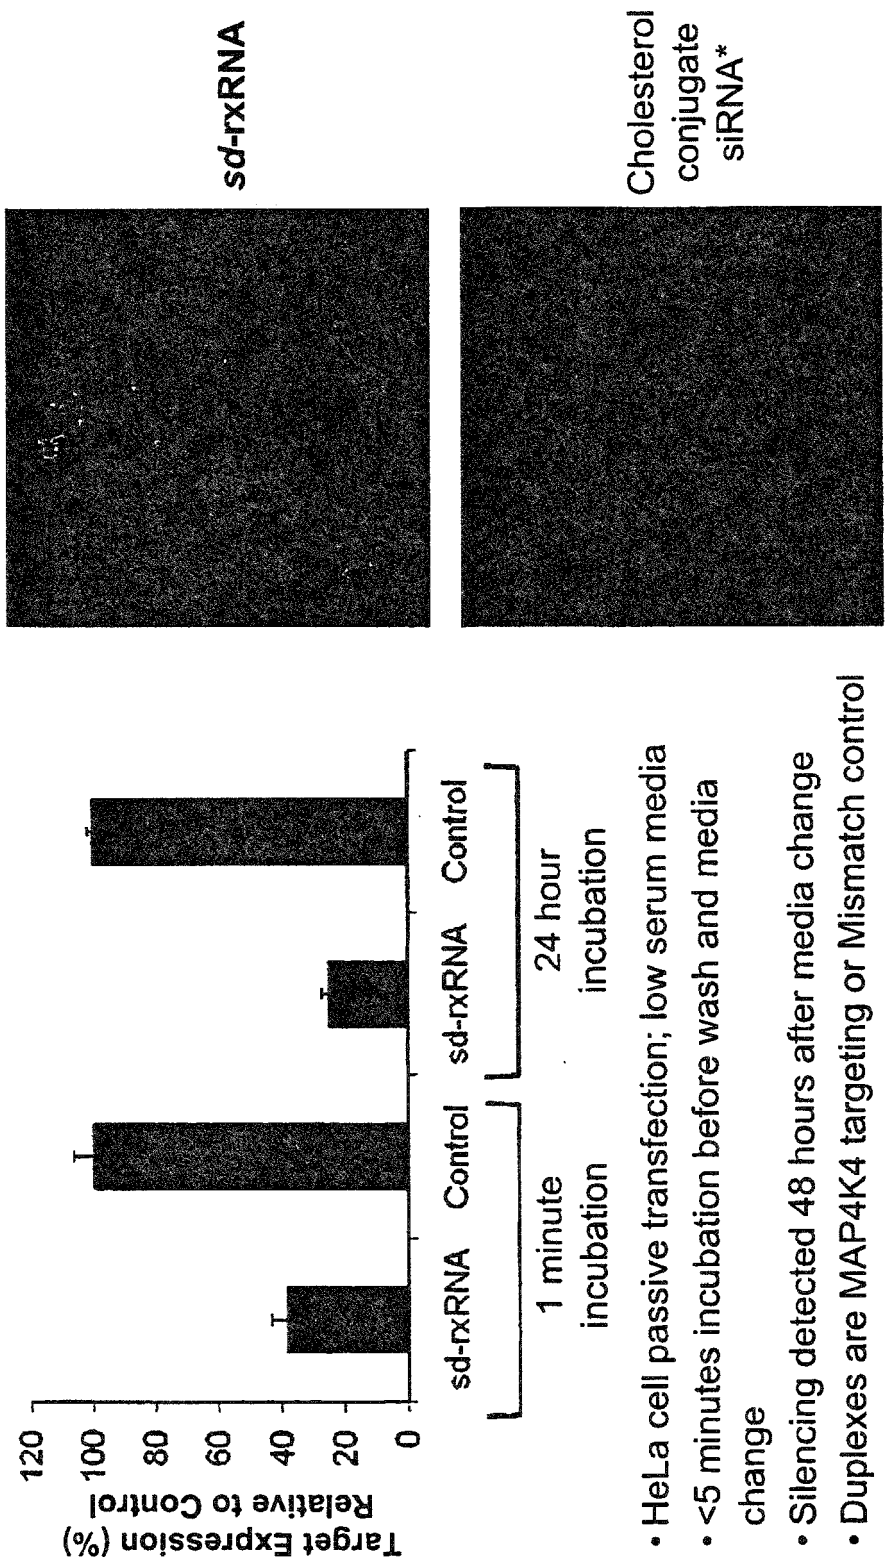 Target Expression (%)
Relative to Control
120
100
80
60
40
20
0
sd-rxRNA
Control
sd-rxRNA
Control
1 minute
incubation
24 hour
incubation
sd-rxRNA
Cholesterol
conjugate
siRNA*
• HeLa cell passive transfection; low serum media
• <5 minutes incubation before wash and media
change
• Silencing detected 48 hours after media change
• Duplexes are MAP4K4 targeting or Mismatch control